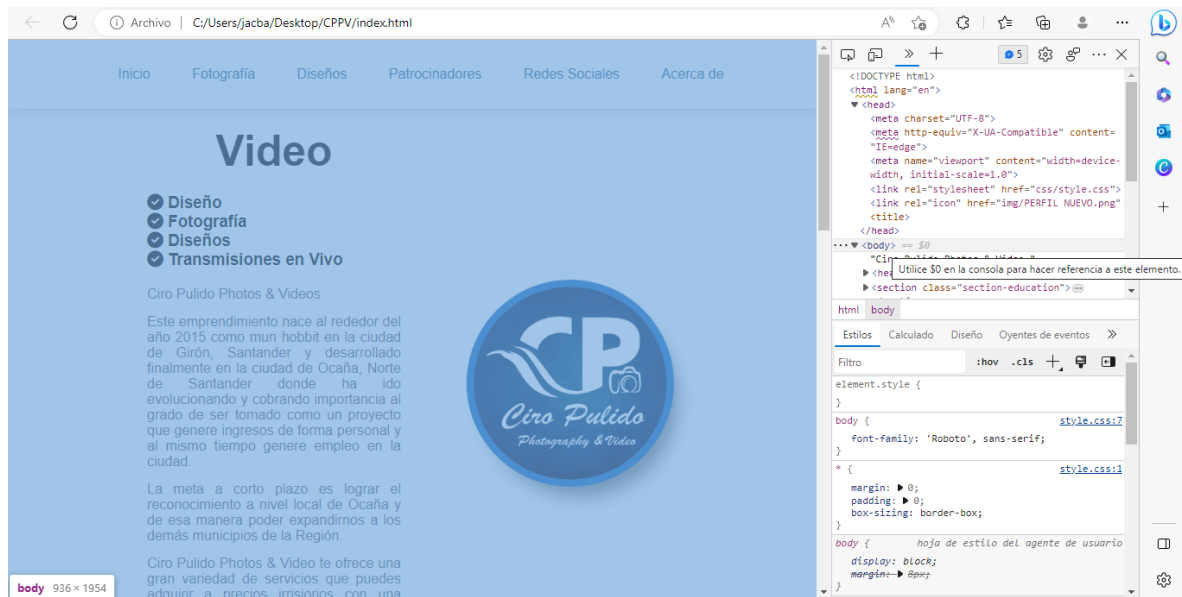 Archivo
C:/Users/jacba/Desktop/CPPV/index.html
Inicio Fotografía Diseños Patrocinadores Redes Sociales Acerca de
Video
Diseño
Fotografía
Diseños
Transmisiones en Vivo
Ciro Pulido Photos & Videos
Este emprendimiento nace al rededor del
año 2015 como mun hobbit en la ciudad
de Girón, Santander y desarrollado
finalmente en la ciudad de Ocaña, Norte
de Santander donde ha ido
evolucionando y cobrando importancia al
grado de ser tomado como un proyecto
que genere ingresos de forma personal y
al mismo tiempo genere empleo en la
ciudad.
La meta a corto plazo es lograr el
reconocimiento a nivel local de Ocaña y
de esa manera poder expandirnos a los
demás municipios de la Región.
Ciro Pulido Photos & Video te ofrece una
gran variedad de servicios que puedes
adquirir a precios irrisorios con una
CP
Ciro Pulido
Photography & Video
body 936 × 1954
5
<!DOCTYPE html>
<html lang="en">
<head>
<meta charset="UTF-8">
<meta http-equiv="X-UA-Compatible" content=
"IE=edge">
<meta name="viewport" content="width=device-
width, initial-scale=1.0">
<link rel="stylesheet" href="css/style.css">
<link rel="icon" href="img/PERFIL NUEVO.png"
<title>
</head>
<body> == $0
Utilice $0 en la consola para hacer referencia a este elemento.
<section class="section-education">
html body
Estilos Calculado Diseño Oyentes de eventos
Filtro :hov .cls
element.style {
}
body { style.css:7
font-family: 'Roboto', sans-serif;
}
* { style.css:1
margin: 0;
padding: 0;
box-sizing: border-box;
}
body { hoja de estilo del agente de usuario
display: block;
margin: 8px;
}